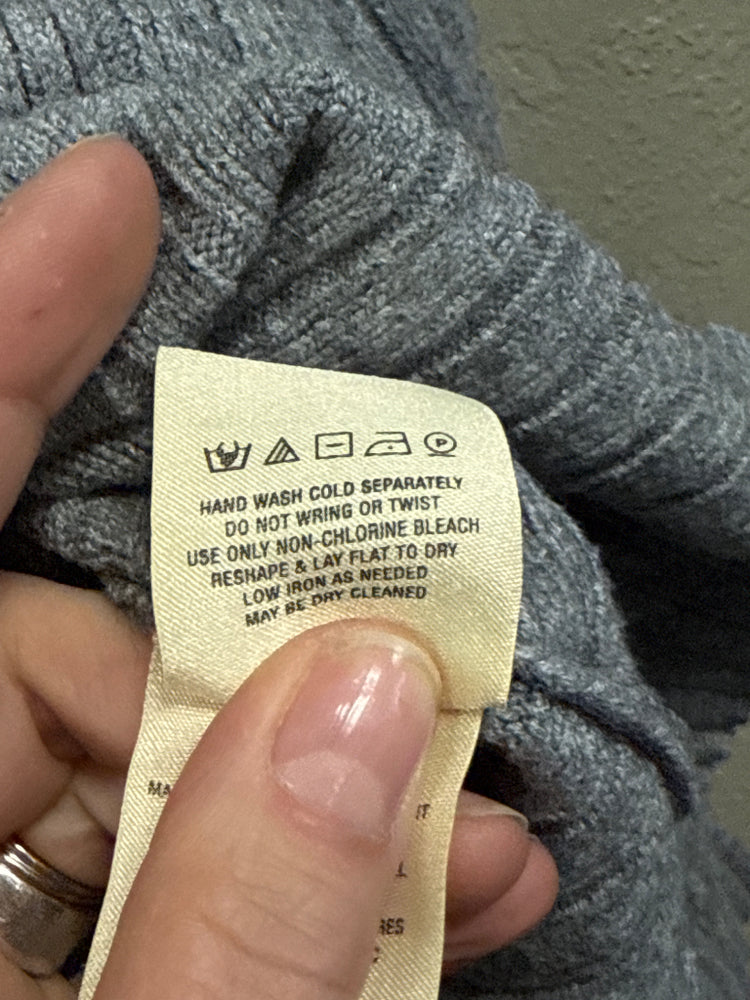 P
HAND WASH COLD SEPARATELY
DO NOT WRING OR TWIST
USE ONLY NON-CHLORINE BLEACH
RESHAPE & LAY FLAT TO DRY
LOW IRON AS NEEDED
MAY BE DRY CLEANED